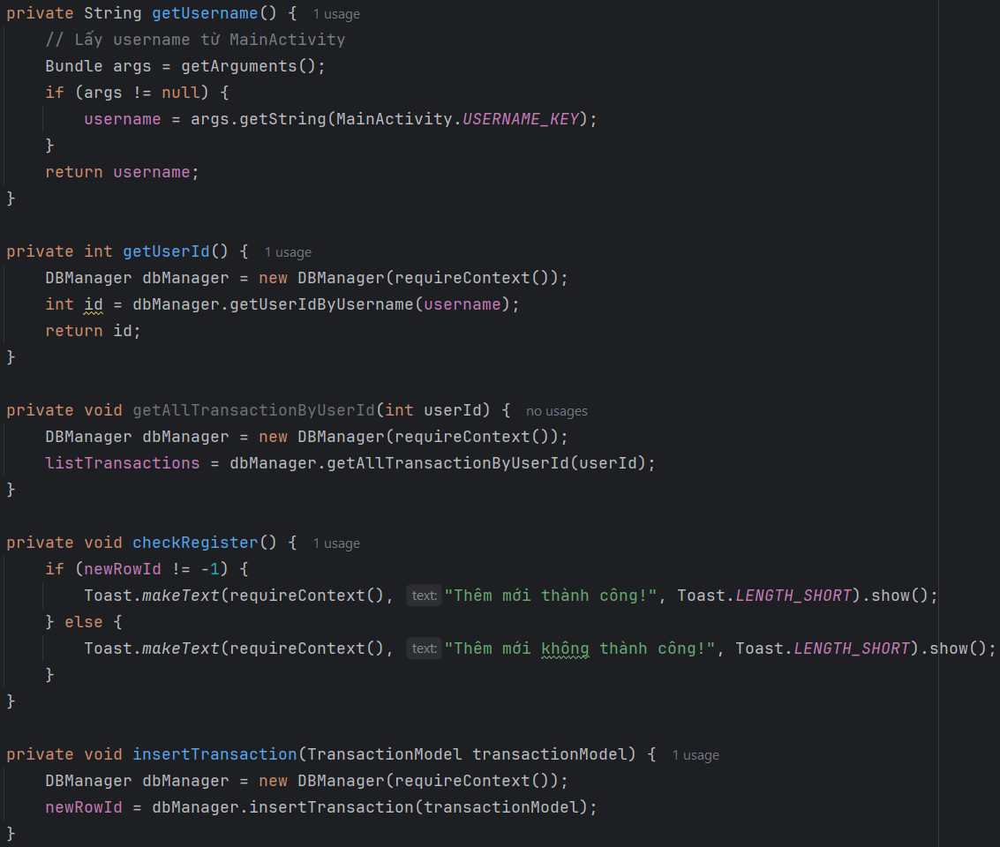 private String getUsername() { 1 usage
// Lấy username từ MainActivity
Bundle args = getArguments();
if (args != null) {
username = args.getString(MainActivity.USERNAME_KEY);
}
return username;
}
private int getUserId() { 1 usage
DBManager dbManager = new DBManager(requireContext());
int id = dbManager.getUserIdByUsername(username);
return id;
}
private void getAllTransactionByUserId(int userId) { no usages
DBManager dbManager = new DBManager(requireContext());
listTransactions = dbManager.getAllTransactionByUserId(userId);
}
private void checkRegister() { 1 usage
if (newRowId != -1) {
Toast.makeText(requireContext(), text: "Thêm mới thành công!", Toast.LENGTH_SHORT).show();
} else {
Toast.makeText(requireContext(), text: "Thêm mới không thành công!", Toast.LENGTH_SHORT).show();
}
}
private void insertTransaction(TransactionModel transactionModel) { 1 usage
DBManager dbManager = new DBManager(requireContext());
newRowId = dbManager.insertTransaction(transactionModel);
}